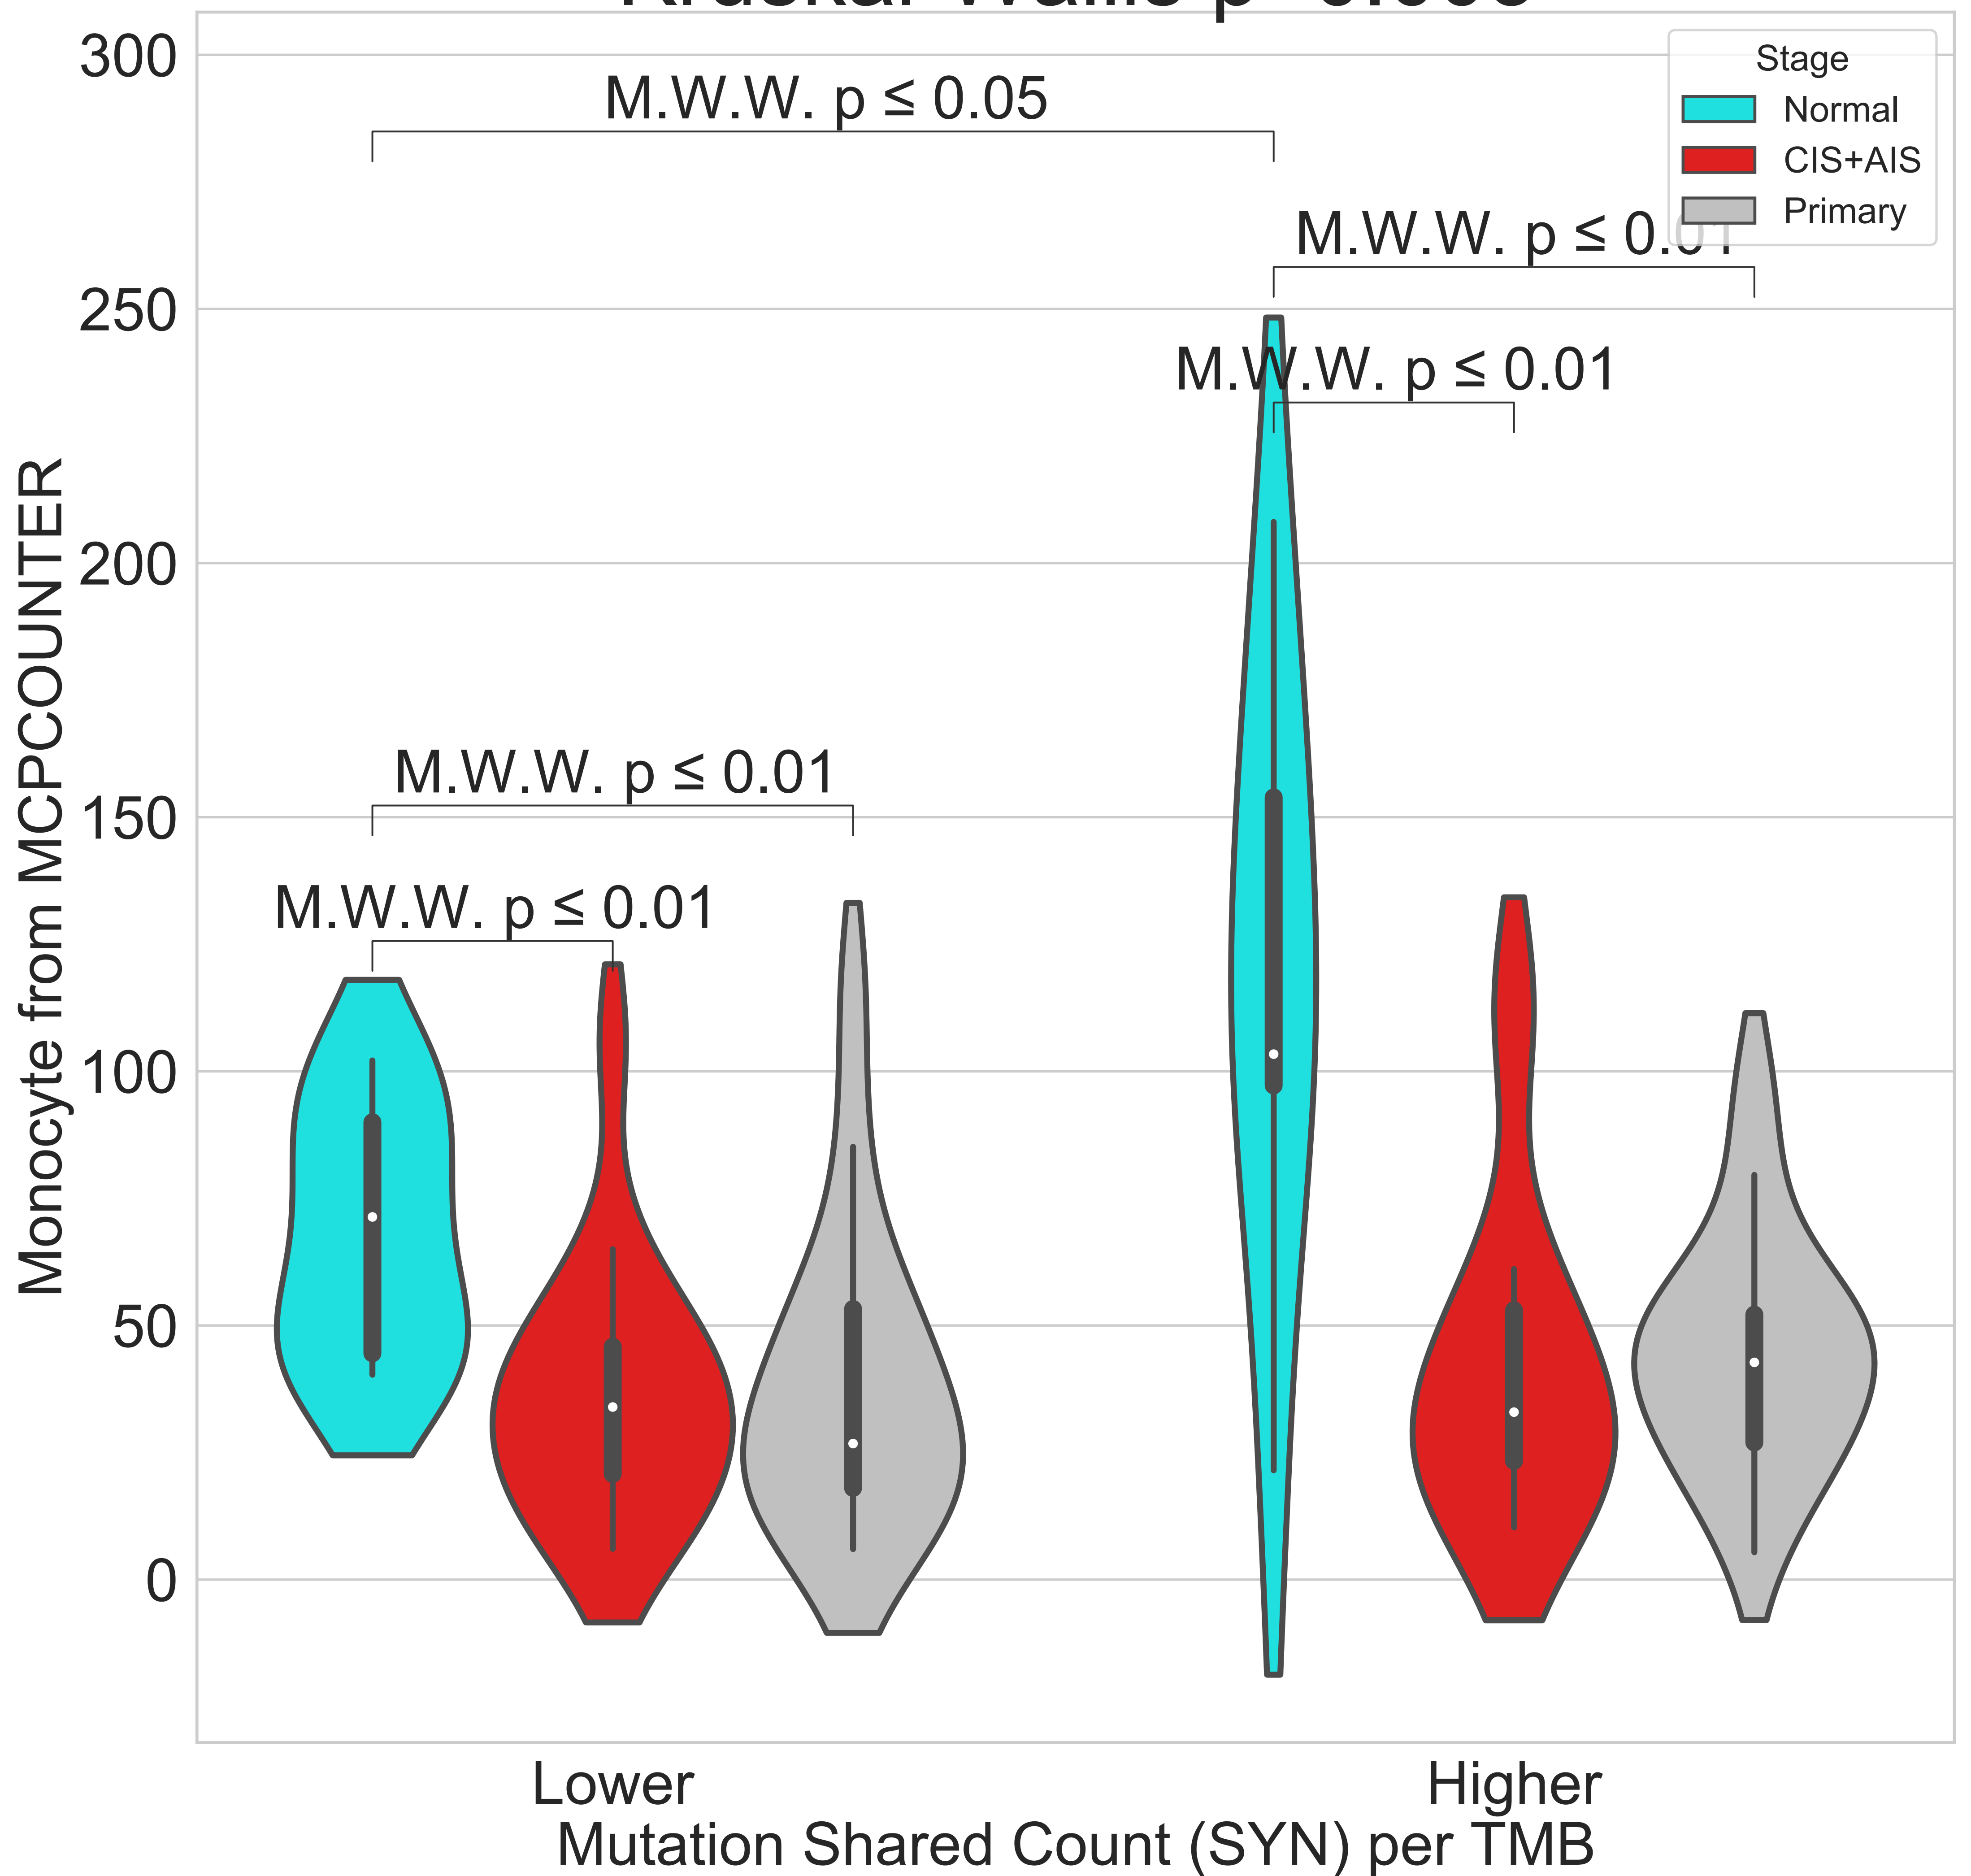 300
250
200
150
100
50
0
Monocyte from MCPCOUNTER
M.W.W. p ≤ 0.05
M.W.W. p ≤ 0.01
M.W.W. p ≤ 0.01
M.W.W. p ≤ 0.01
M.W.W. p ≤ 0.01
Stage
Normal
CIS+AIS
Primary
Lower
Higher
Mutation Shared Count (SYN) per TMB